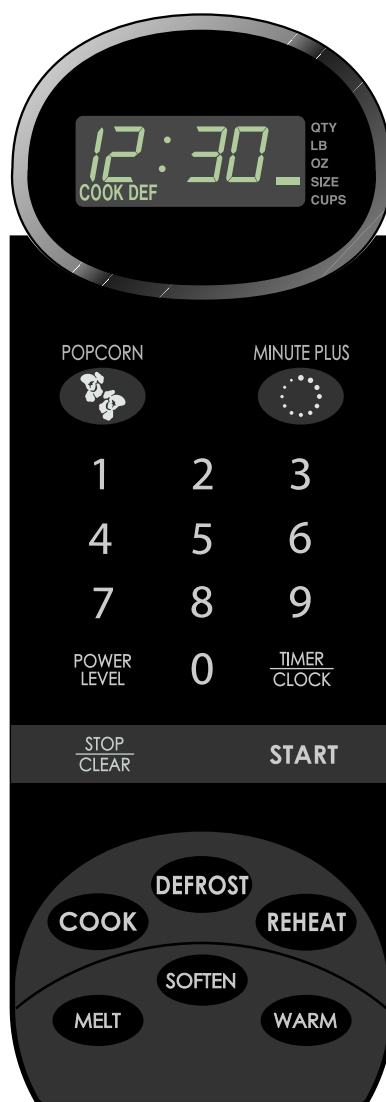 12:30
COOK DEF
QTY
LB
OZ
SIZE
CUPS
POPCORN
MINUTE PLUS
1 2 3
4 5 6
7 8 9
POWER
LEVEL
0
TIMER
CLOCK
STOP
CLEAR
START
DEFROST
COOK
REHEAT
SOFTEN
MELT
WARM